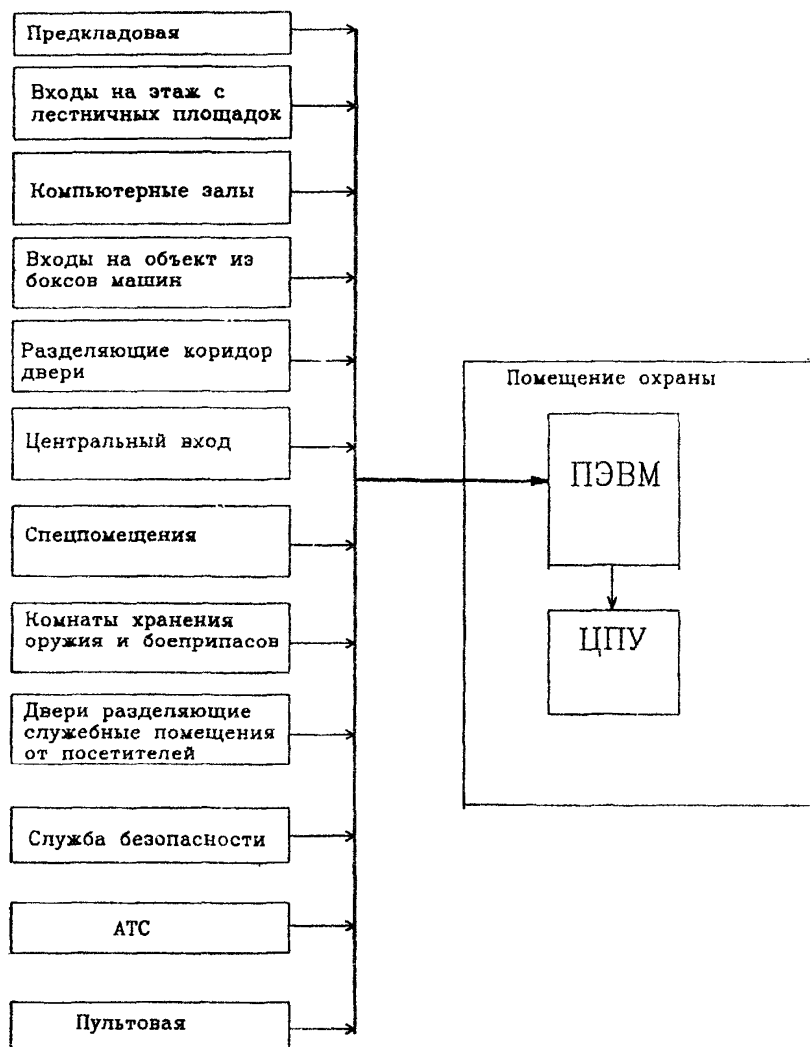 Предкладовая
Входы на этаж с
лестничных площадок
Компьютерные залы
Входы на объект из
боксов машин
Разделяющие коридор
двери
Центральный вход
Спецпомещения
Комнаты хранения
оружия и боеприпасов
Двери разделяющие
служебные помещения
от посетителей
Служба безопасности
АТС
Пультовая
Помещение охраны
ПЭВМ
ЦПУ